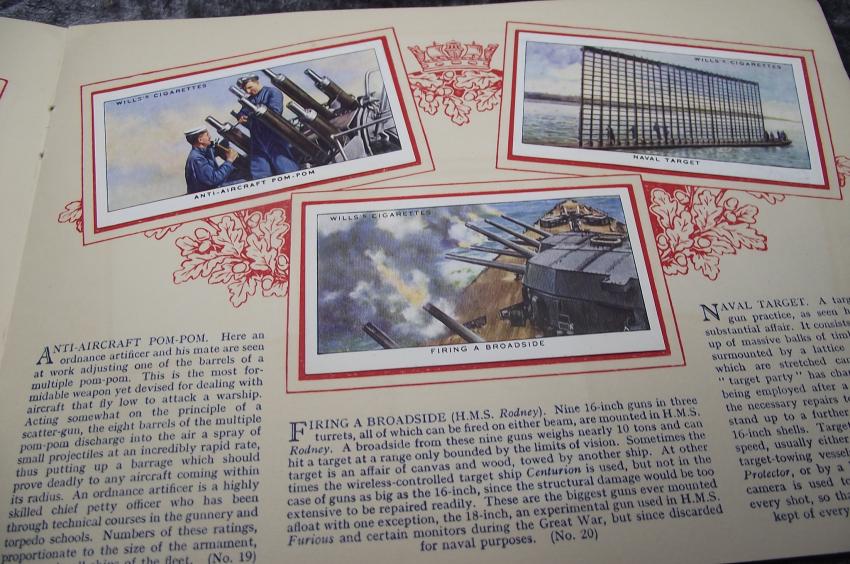 WILLS'S CIGARETTES
ANTI-AIRCRAFT POM-POM
WILLS'S CIGARETTES
NAVAL TARGET
WILLS'S CIGARETTES
FIRING A BROADSIDE
ANTI-AIRCRAFT POM-POM. Here an
ordnance artificer and his mate are seen
at work adjusting one of the barrels of a
multiple pom-pom. This is the most for-
midable weapon yet devised for dealing with
aircraft that fly low to attack a warship.
Acting somewhat on the principle of a
scatter-gun, the eight barrels of the multiple
pom-pom discharge into the air a spray of
small projectiles at an incredibly rapid rate,
thus putting up a barrage which should
prove deadly to any aircraft coming within
its radius. An ordnance artificer is a highly
skilled chief petty officer who has been
through technical courses in the gunnery and
torpedo schools. Numbers of these ratings,
proportionate to the size of the armament,
all ships of the fleet. (No. 19)
FIRING A BROADSIDE (H.M.S. Rodney). Nine 16-inch guns in three
turrets, all of which can be fired on either beam, are mounted in H.M.S.
Rodney. A broadside from these nine guns weighs nearly 10 tons and can
hit a target at a range only bounded by the limits of vision. Sometimes the
target is an affair of canvas and wood, towed by another ship. At other
times the wireless-controlled target ship Centurion is used, but not in the
case of guns as big as the 16-inch, since the structural damage would be too
extensive to be repaired readily. These are the biggest guns ever mounted
afloat with one exception, the 18-inch, an experimental gun used in H.M.S.
Furious and certain monitors during the Great War, but since discarded
for naval purposes. (No. 20)
NAVAL TARGET. A
gun practice, as seen
substantial affair. It consists
up of massive balks of
surmounted by a lattice
which are stretched
"target party" has
being employed after a
the necessary repairs
stand up to a further
16-inch shells.
speed, usually either
target-towing
Protector, or by a
camera is used to
every shot, so
kept of every